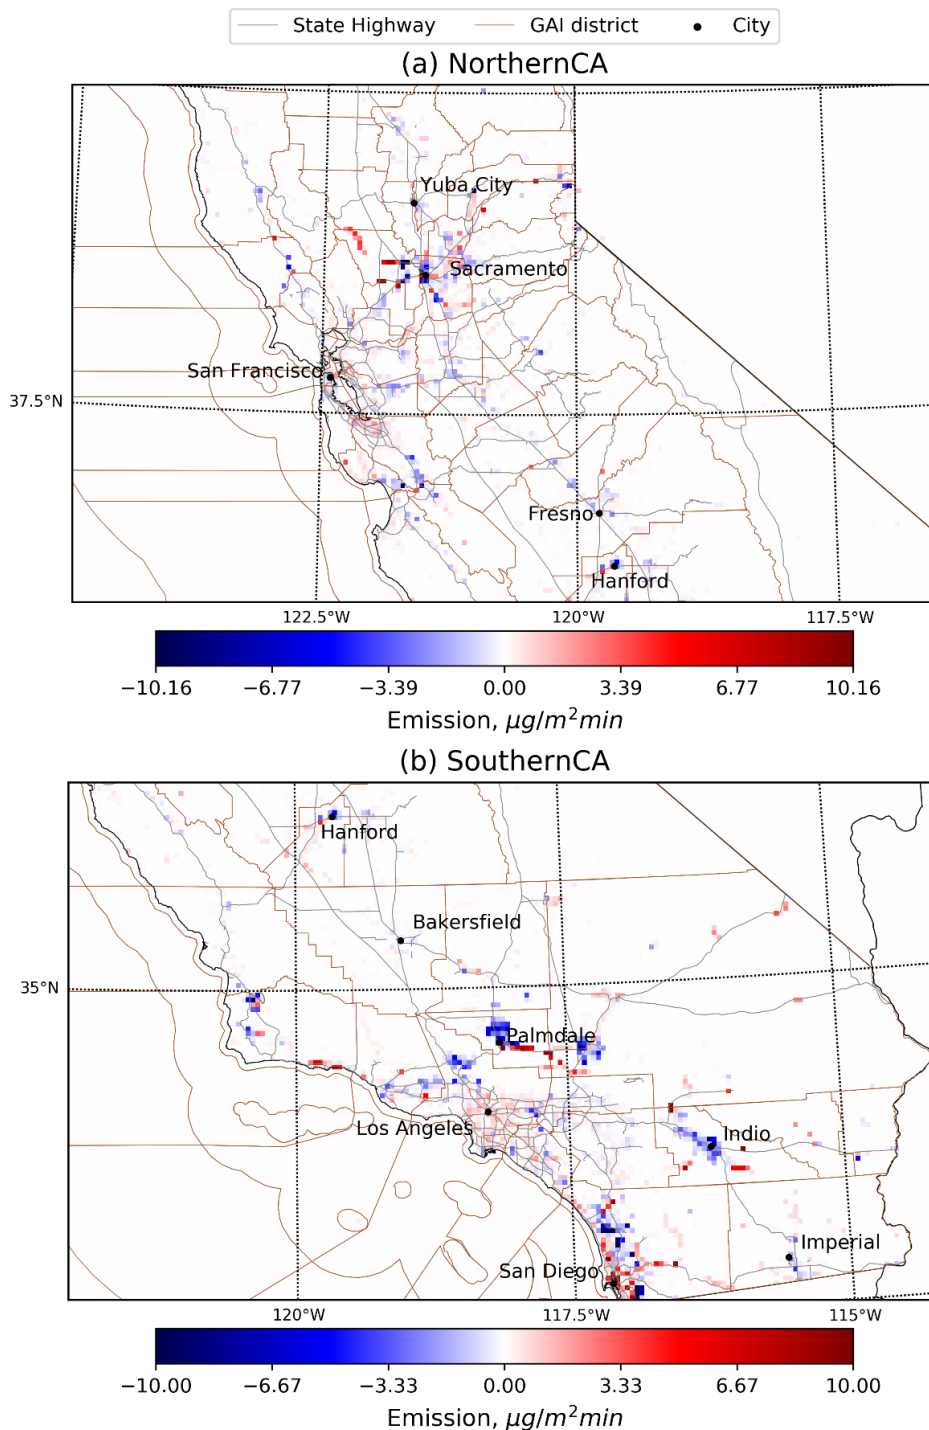 State Highway GAI district City
(a) NorthernCA
Yuba City
Sacramento
San Francisco
37.5°N
Fresno
Hanford
122.5°W 120°W 117.5°W
−10.16 −6.77 −3.39 0.00 3.39 6.77 10.16
Emission, μg/m²min
(b) SouthernCA
Hanford
Bakersfield
35°N
Palmdale
Los Angeles
Indio
Imperial
San Diego
120°W 117.5°W 115°W
−10.00 −6.67 −3.33 0.00 3.33 6.67 10.00
Emission, μg/m²min